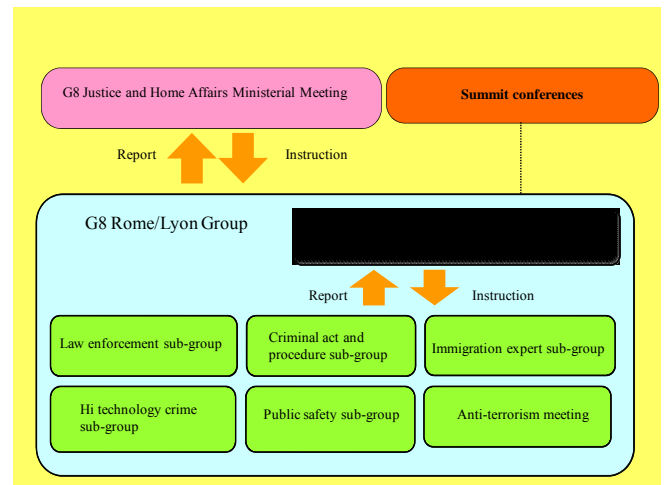 G8 Justice and Home Affairs Ministerial Meeting
Summit conferences
Report
Instruction
G8 Rome/Lyon Group
Report
Instruction
Law enforcement sub-group
Criminal act and
procedure sub-group
Immigration expert sub-group
Hi technology crime
sub-group
Public safety sub-group
Anti-terrorism meeting